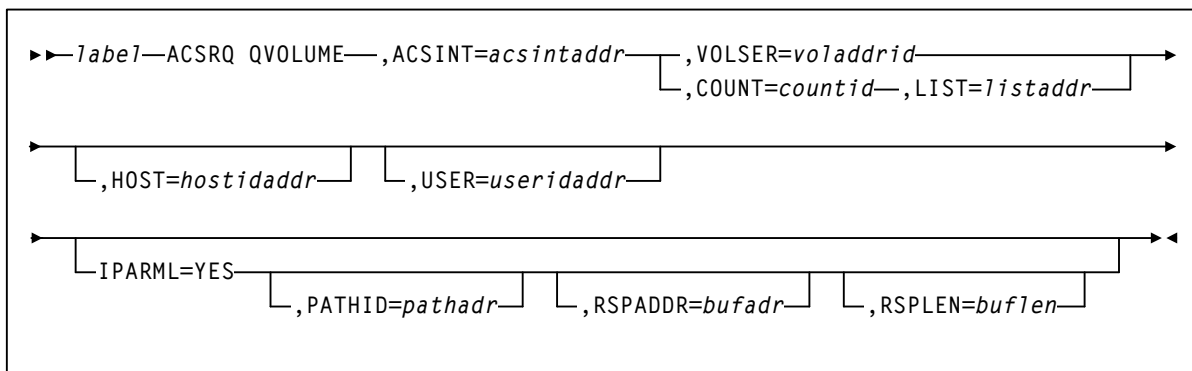 label ACSRQ QVOLUME ,ACSINT=acsintaddr ,VOLSER=voladdrid
,COUNT=countid ,LIST=listaddr
,HOST=hostidaddr ,USER=useridaddr
IPARML=YES
,PATHID=pathadr ,RSPADDR=bufadr ,RSPLEN=buflen